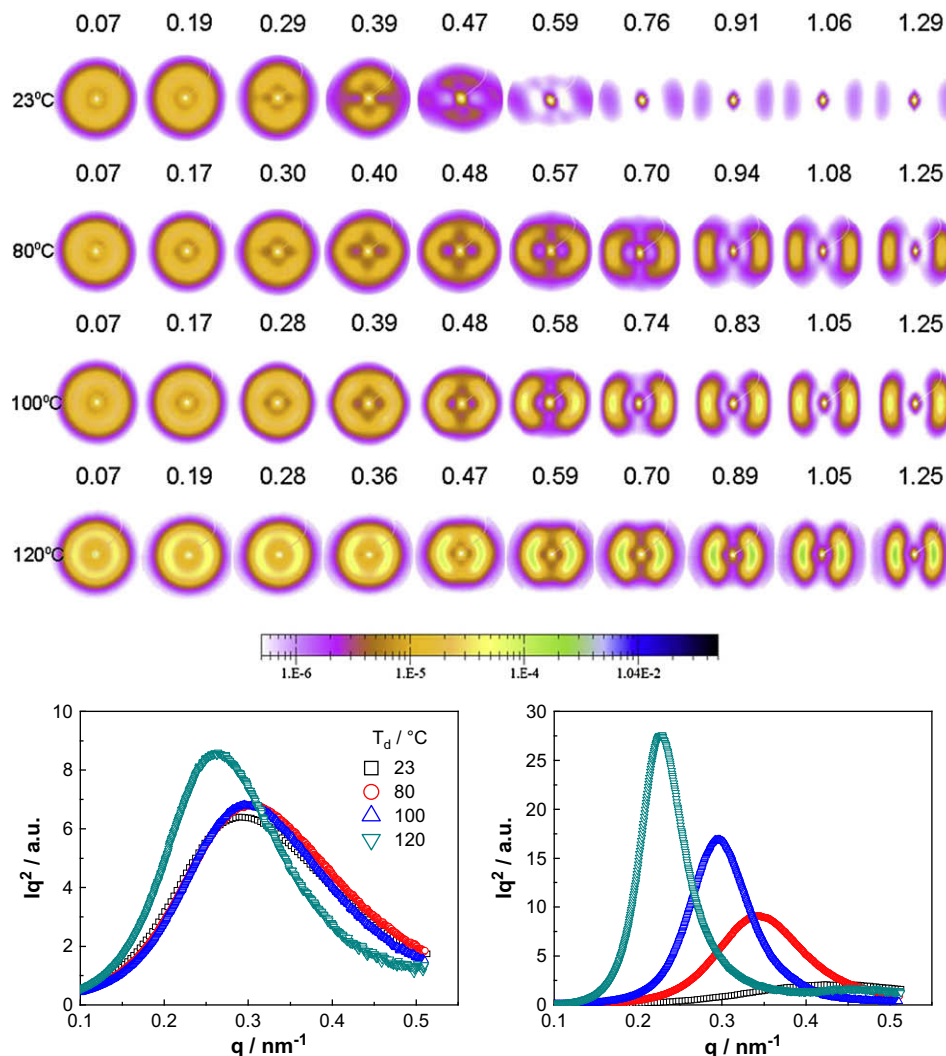 0.07 0.19 0.29 0.39 0.47 0.59 0.76 0.91 1.06 1.29
23°C
0.07 0.17 0.30 0.40 0.48 0.57 0.70 0.94 1.08 1.25
80°C
0.07 0.17 0.28 0.39 0.48 0.58 0.74 0.83 1.05 1.25
100°C
0.07 0.19 0.28 0.36 0.47 0.59 0.70 0.89 1.05 1.25
120°C
1.E-6 1.E-5 1.E-4 1.04E-2
10
8
6
4
2
0
Iq² / a.u.
T_d / °C
23
80
100
120
0.1 0.2 0.3 0.4 0.5
q / nm⁻¹
30
25
20
15
10
5
0
Iq² / a.u.
0.1 0.2 0.3 0.4 0.5
q / nm⁻¹